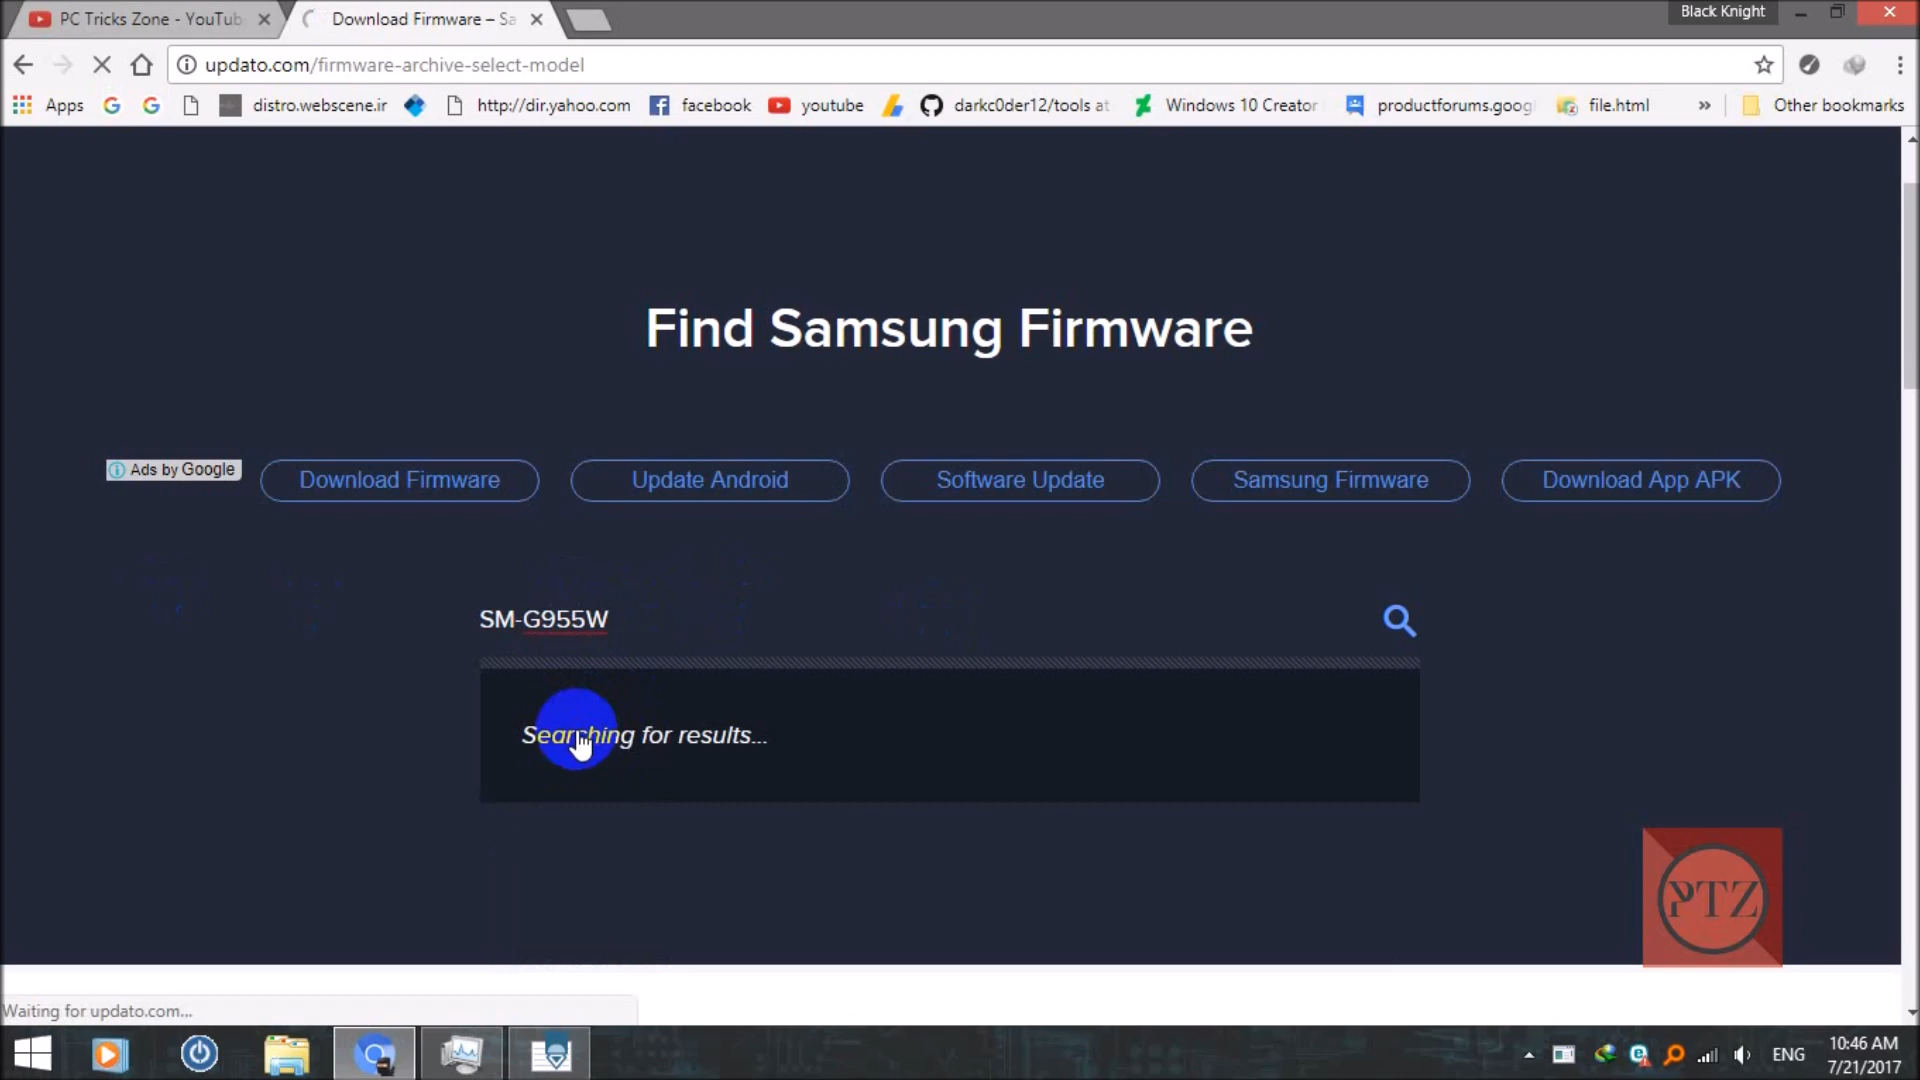 PC Tricks Zone - YouTub
Download Firmware – Sa
Black Knight
updato.com/firmware-archive-select-model
Apps
distro.webscene.ir
http://dir.yahoo.com
facebook
youtube
darkc0der12/tools at
Windows 10 Creator
productforums.goog
file.html
»
Other bookmarks
Find Samsung Firmware
Ads by Google
Download Firmware
Update Android
Software Update
Samsung Firmware
Download App APK
SM-G955W
Searching for results...
PTZ
Waiting for updato.com...
ENG
10:46 AM
7/21/2017